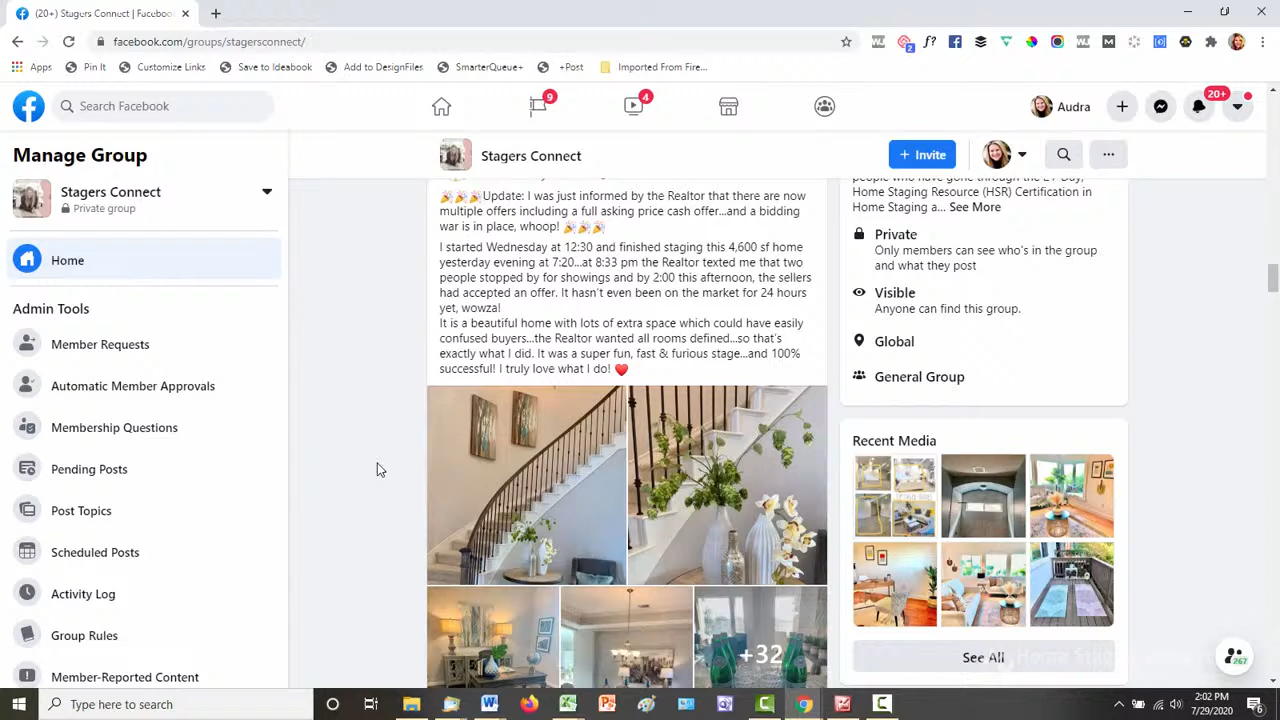 (20+) Stagers Connect | Facebook
facebook.com/groups/stagersconnect/
2
f?
M
Apps
Pin It
Customize Link
Save to Ideabook
Add to DesignFiles
SmarterQueue+
+Post
Imported From Fire...
Search Facebook
9
4
Audra
20+
Manage Group
Stagers Connect
Private group
Stagers Connect
+ Invite
Home
Admin Tools
Member Requests
Automatic Member Approvals
Membership Questions
Pending Posts
Post Topics
Scheduled Posts
Activity Log
Group Rules
Member-Reported Content
🎉🎉🎉Update: I was just informed by the Realtor that there are now
multiple offers including a full asking price cash offer...and a bidding
war is in place, whoop! 🎉🎉🎉
I started Wednesday at 12:30 and finished staging this 4,600 sf home
yesterday evening at 7:20...at 8:33 pm the Realtor texted me that two
people stopped by for showings and by 2:00 this afternoon, the sellers
had accepted an offer. It hasn't even been on the market for 24 hours
yet, wowza!
It is a beautiful home with lots of extra space which could have easily
confused buyers...the Realtor wanted all rooms defined...so that's
exactly what I did. It was a super fun, fast & furious stage...and 100%
successful! I truly love what I do! ❤️
+32
people who have gone through the
Home Staging Resource (HSR) Certification in
Home Staging a... See More
Private
Only members can see who's in the group
and what they post
Visible
Anyone can find this group.
Global
General Group
Recent Media
See All
267
Type here to search
2:02 PM
7/29/2020
6